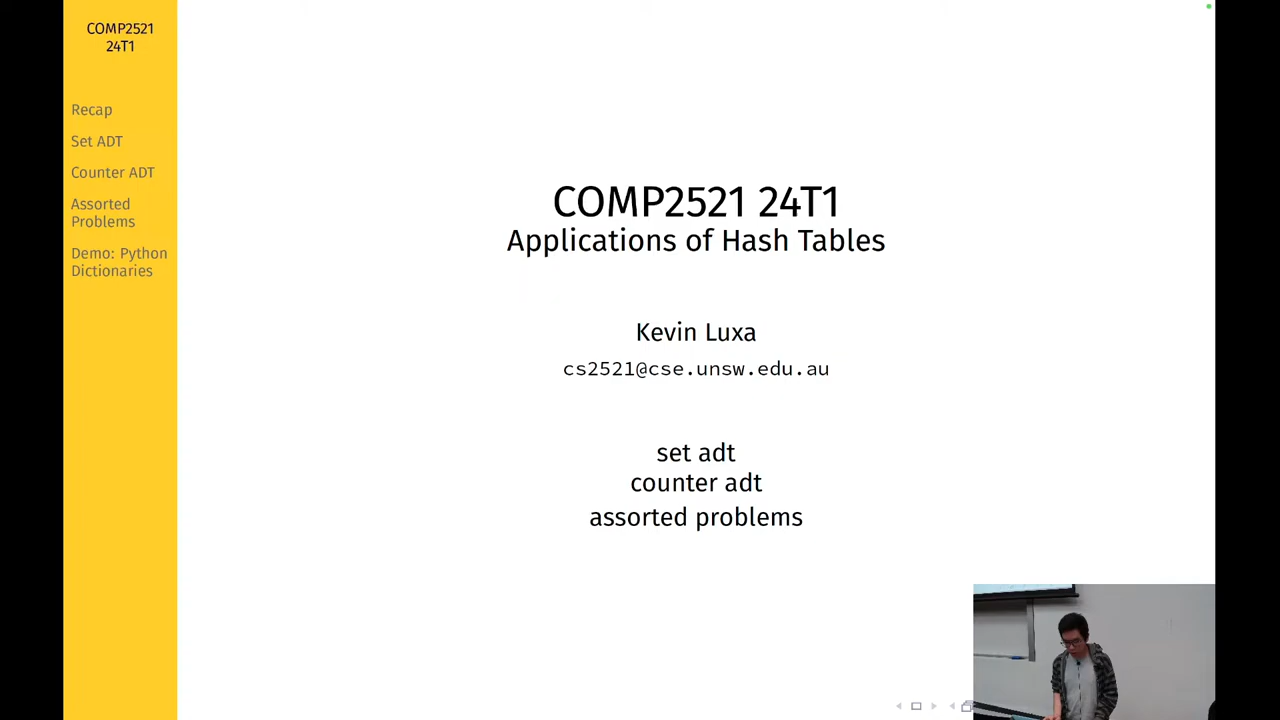 COMP2521
24T1
Recap
Set ADT
Counter ADT
Assorted
Problems
Demo: Python
Dictionaries
COMP2521 24T1
Applications of Hash Tables
Kevin Luxa
cs2521@cse.unsw.edu.au
set adt
counter adt
assorted problems